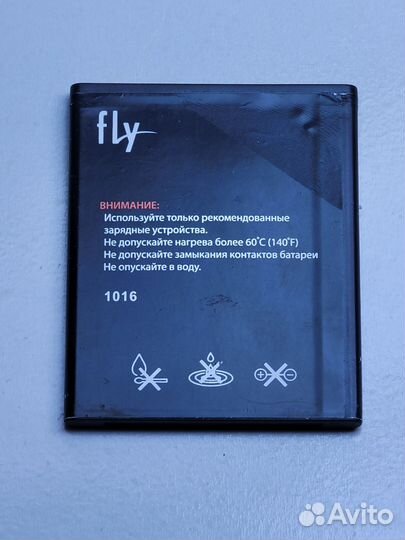 fly
ВНИМАНИЕ:
Используйте только рекомендованные
зарядные устройства.
Не допускайте нагрева более 60°C (140°F)
Не допускайте замыкания контактов батареи
Не опускайте в воду.
1016
Avito